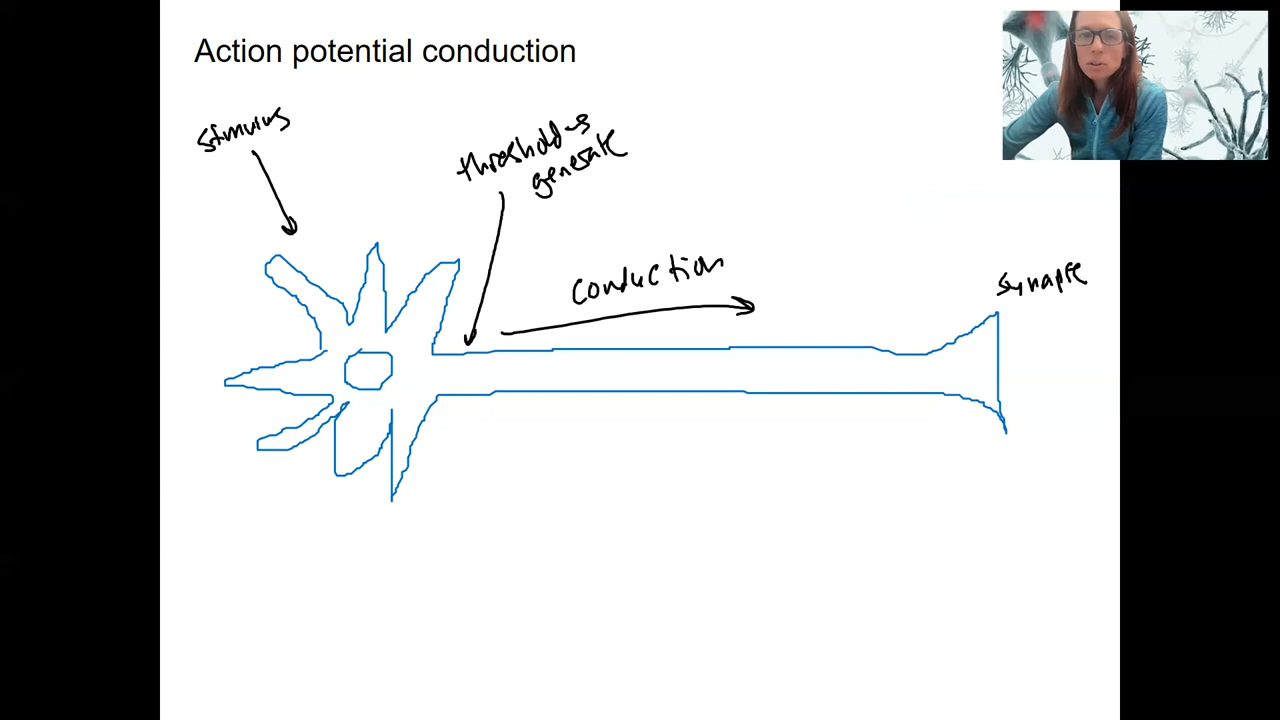 Action potential conduction
stimulus
threshold →
generate
conduction
synapse